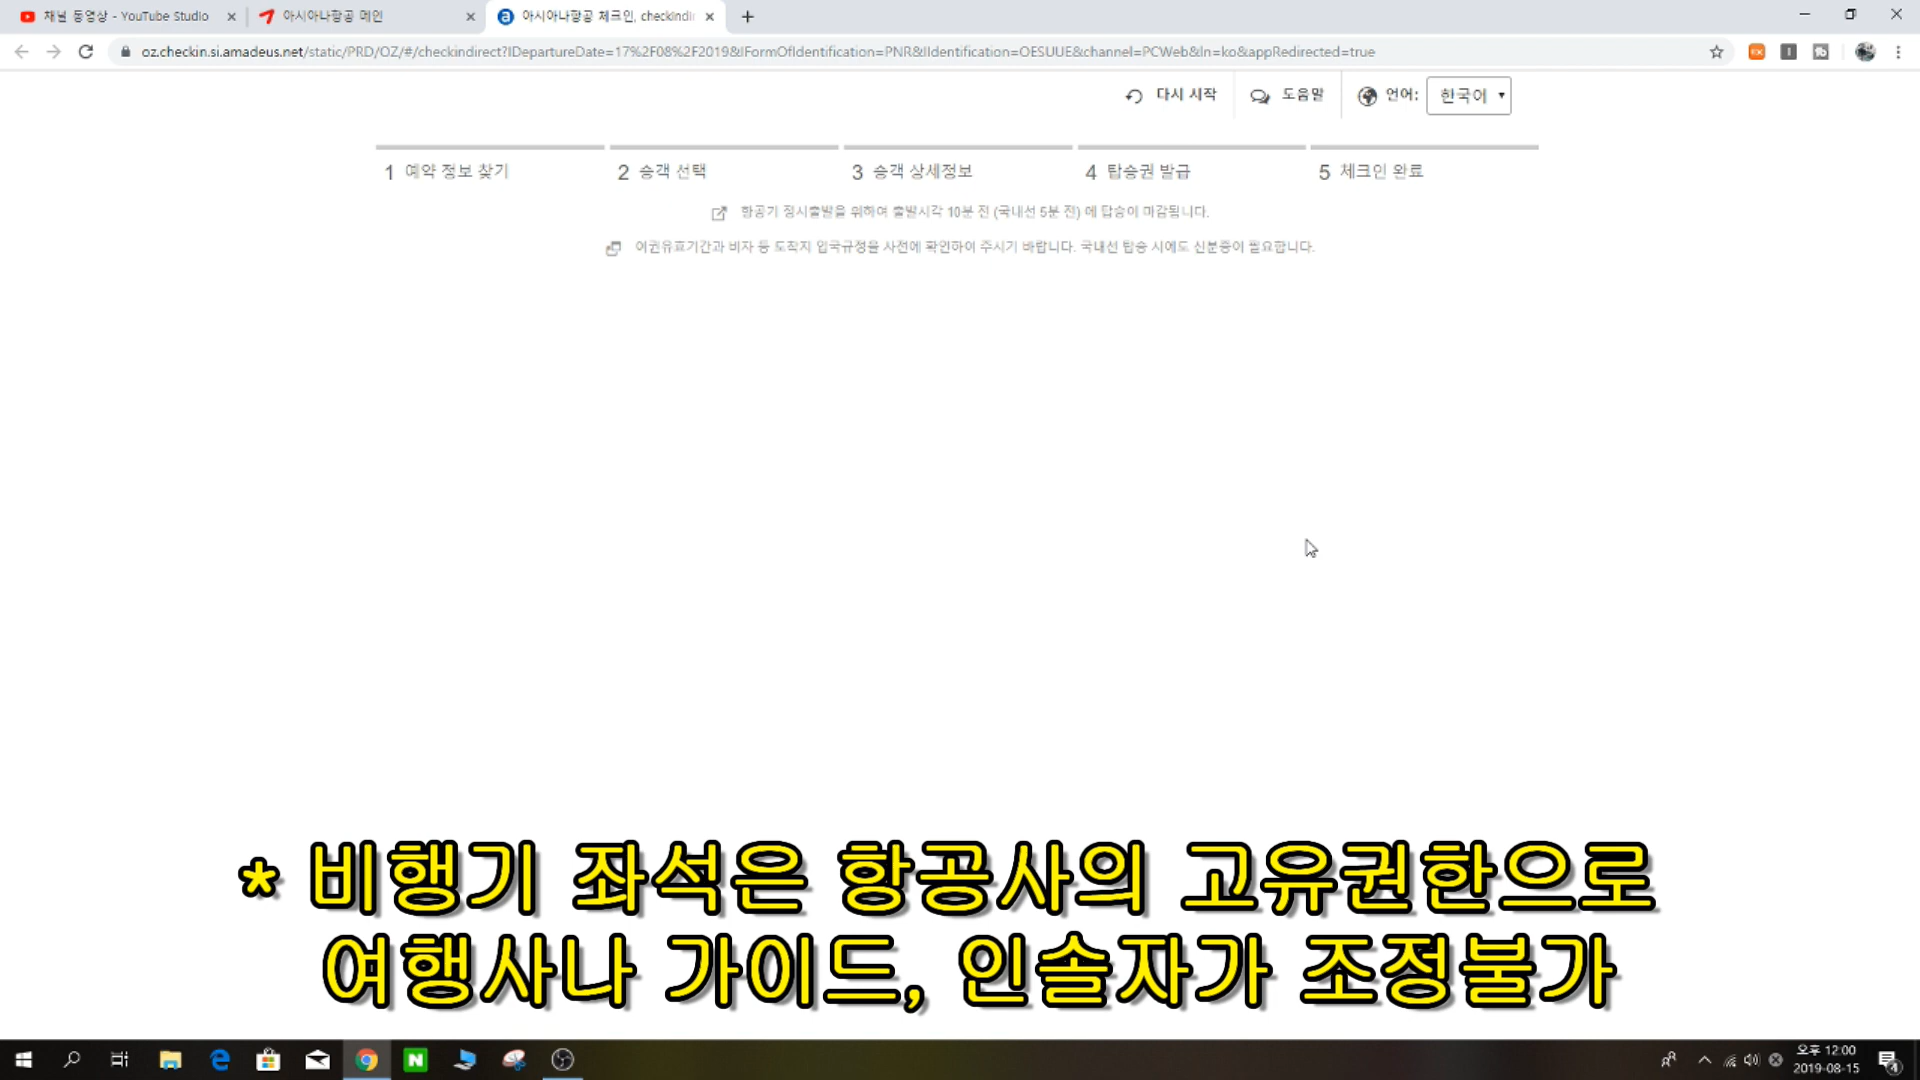 채널 동영상 - YouTube Studio
아시아나항공 메인
아시아나항공 체크인, checkindir
oz.checkin.si.amadeus.net/static/PRD/OZ/#/checkindirect?IDepartureDate=17%2F08%2F2019&IFormOfIdentification=PNR&IIdentification=OESUUE&channel=PCWeb&ln=ko&appRedirected=true
다시 시작
도움말
언어: 한국어
1 예약 정보 찾기
2 승객 선택
3 승객 상세정보
4 탑승권 발급
5 체크인 완료
항공기 정시출발을 위하여 출발시각 10분 전 (국내선 5분 전) 에 탑승이 마감됩니다.
여권유효기간과 비자 등 도착지 입국규정을 사전에 확인하여 주시기 바랍니다. 국내선 탑승 시에도 신분증이 필요합니다.
* 비행기 좌석은 항공사의 고유권한으로
여행사나 가이드, 인솔자가 조정불가
오후 12:00
2019-08-15